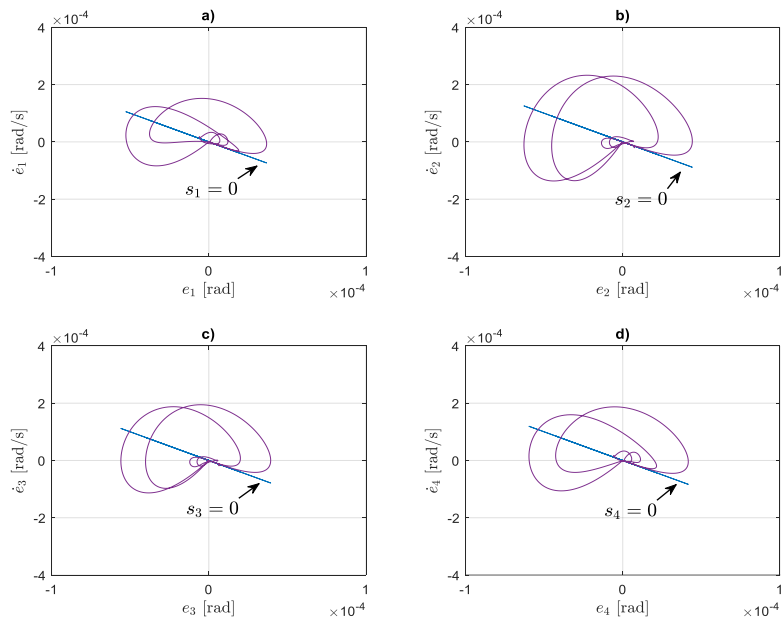 a)
×10⁻⁴
4
2
0
-2
-4
ė₁ [rad/s]
s₁ = 0
-1
0
1
e₁ [rad]
×10⁻⁴
b)
×10⁻⁴
4
2
0
-2
-4
ė₂ [rad/s]
s₂ = 0
-1
0
1
e₂ [rad]
×10⁻⁴
c)
×10⁻⁴
4
2
0
-2
-4
ė₃ [rad/s]
s₃ = 0
-1
0
1
e₃ [rad]
×10⁻⁴
d)
×10⁻⁴
4
2
0
-2
-4
ė₄ [rad/s]
s₄ = 0
-1
0
1
e₄ [rad]
×10⁻⁴